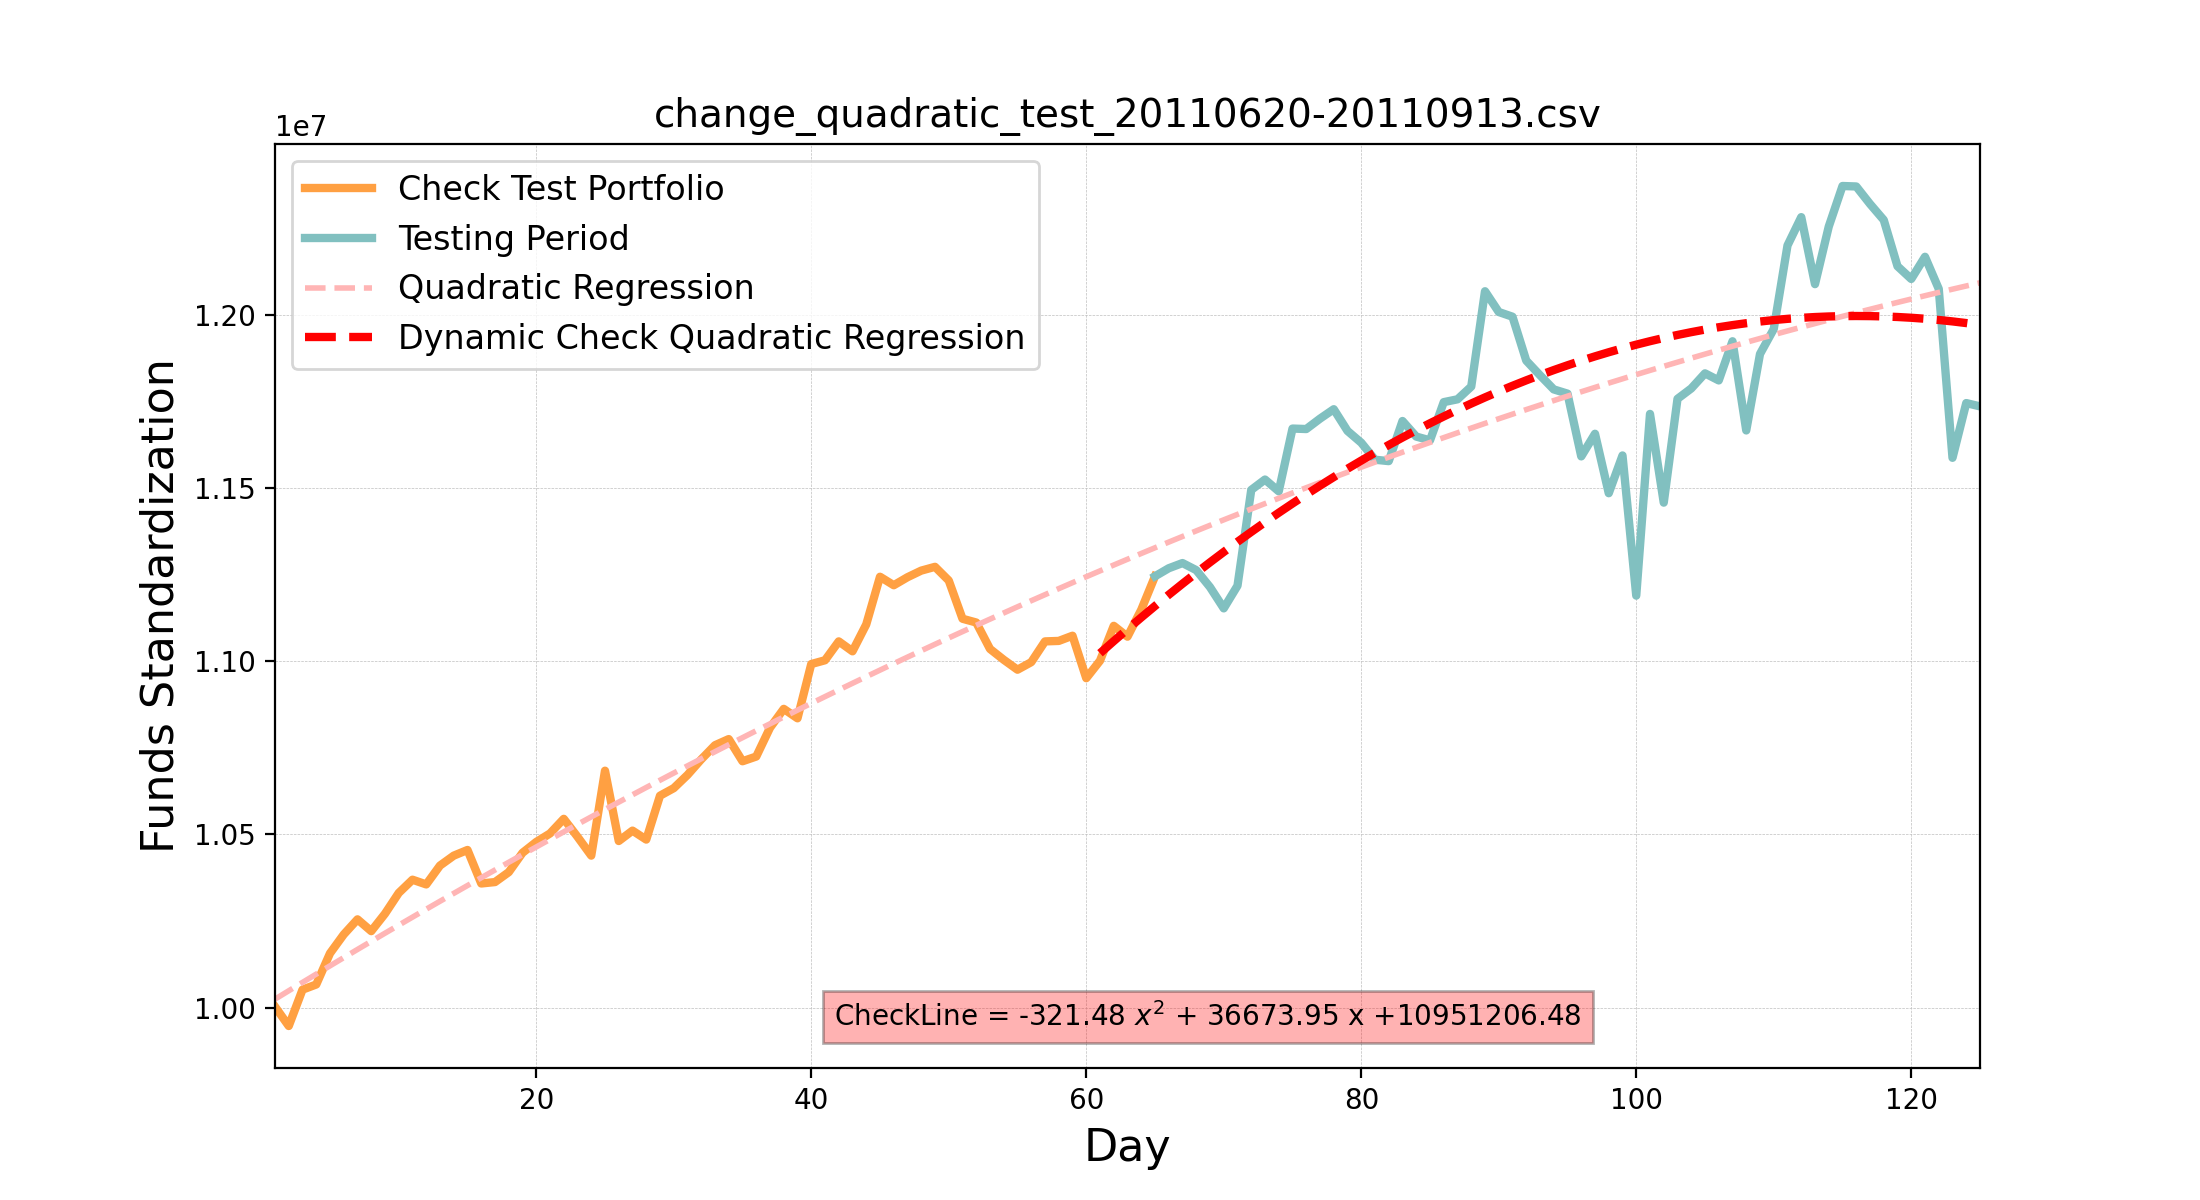 change_quadratic_test_20110620-20110913.csv
1e7
Check Test Portfolio
Testing Period
Quadratic Regression
Dynamic Check Quadratic Regression
1.20
1.15
1.10
1.05
1.00
Funds Standardization
CheckLine = -321.48 x² + 36673.95 x +10951206.48
20 40 60 80 100 120
Day